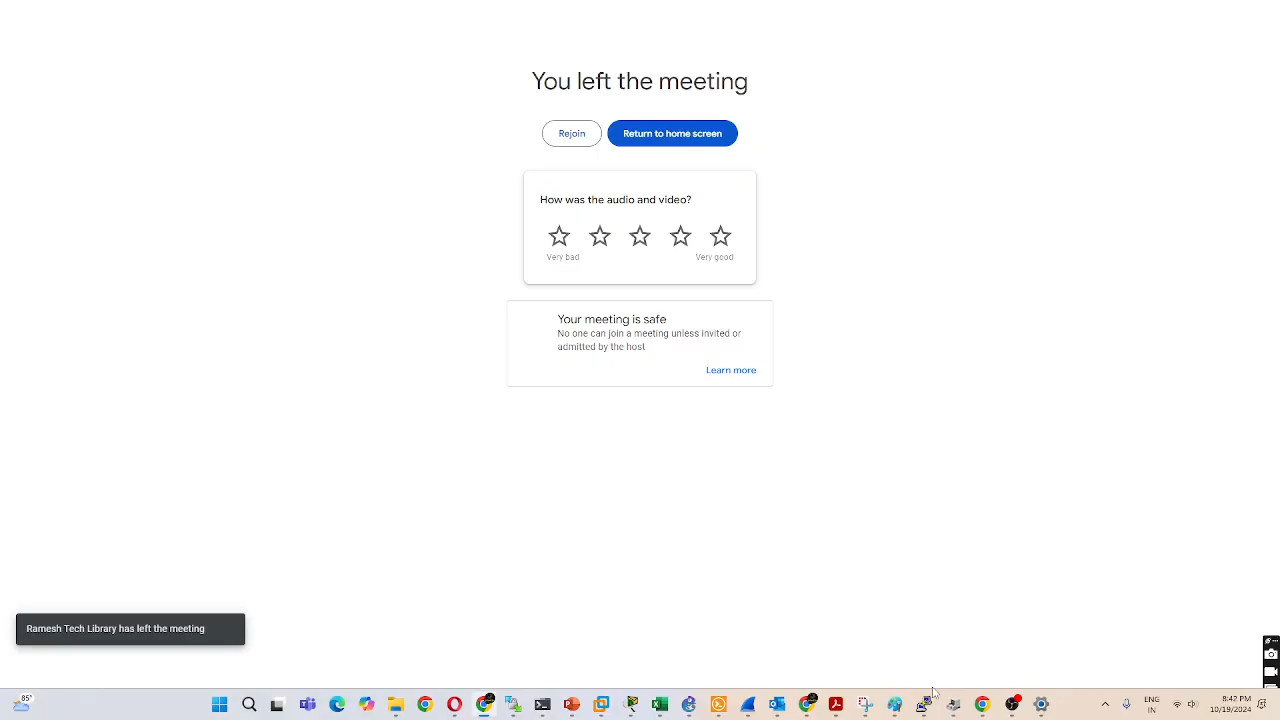 You left the meeting
Rejoin
Return to home screen
How was the audio and video?
Very bad
Very good
Your meeting is safe
No one can join a meeting unless invited or
admitted by the host
Learn more
Ramesh Tech Library has left the meeting
85°
ENG
IN
8:42 PM
10/19/2024